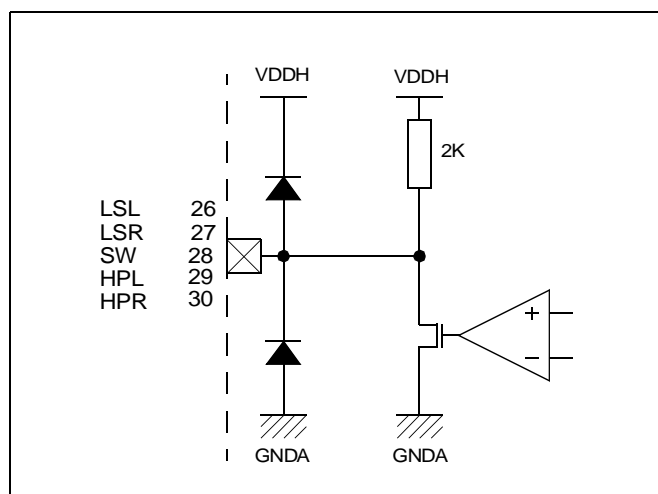 VDDH VDDH
2K
LSL 26
LSR 27
SW 28
HPL 29
HPR 30
+
−
GNDA GNDA